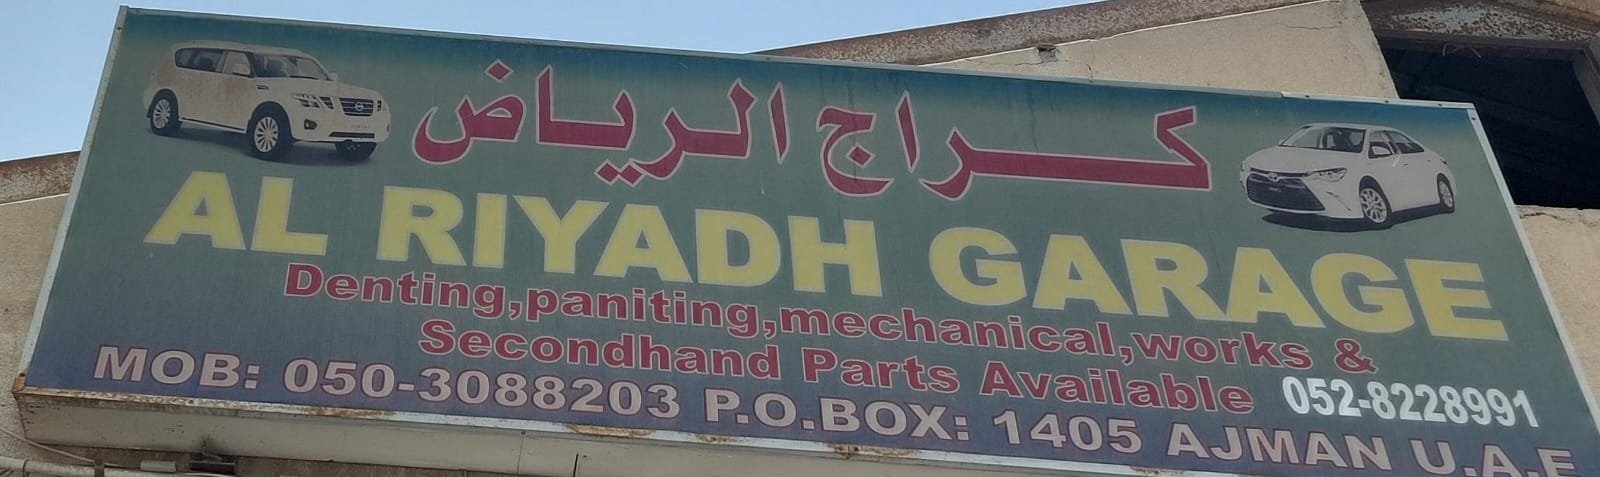 كراج الرياض
AL RIYADH GARAGE
Denting,paniting,mechanical,works &
Secondhand Parts Available
052-8228991
MOB: 050-3088203 P.O.BOX: 1405 AJMAN U.A.E